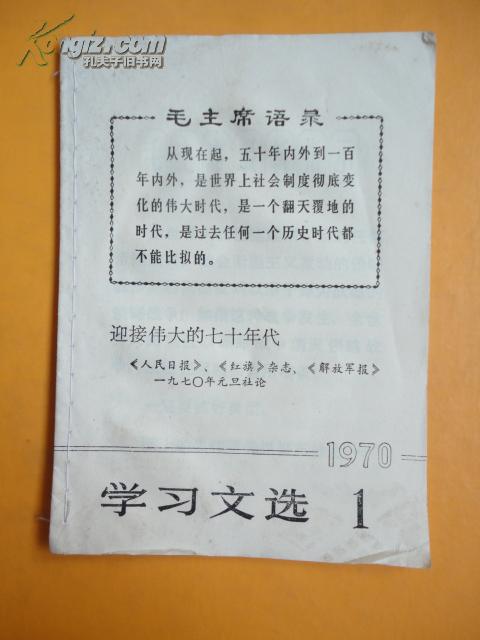 Kongfz.com
孔夫子旧书网
毛主席语录
从现在起，五十年内外到一百
年内外，是世界上社会制度彻底变
化的伟大时代，是一个翻天覆地的
时代，是过去任何一个历史时代都
不能比拟的。
迎接伟大的七十年代
《人民日报》、《红旗》杂志、《解放军报》
一九七〇年元旦社论
1970
学习文选 1